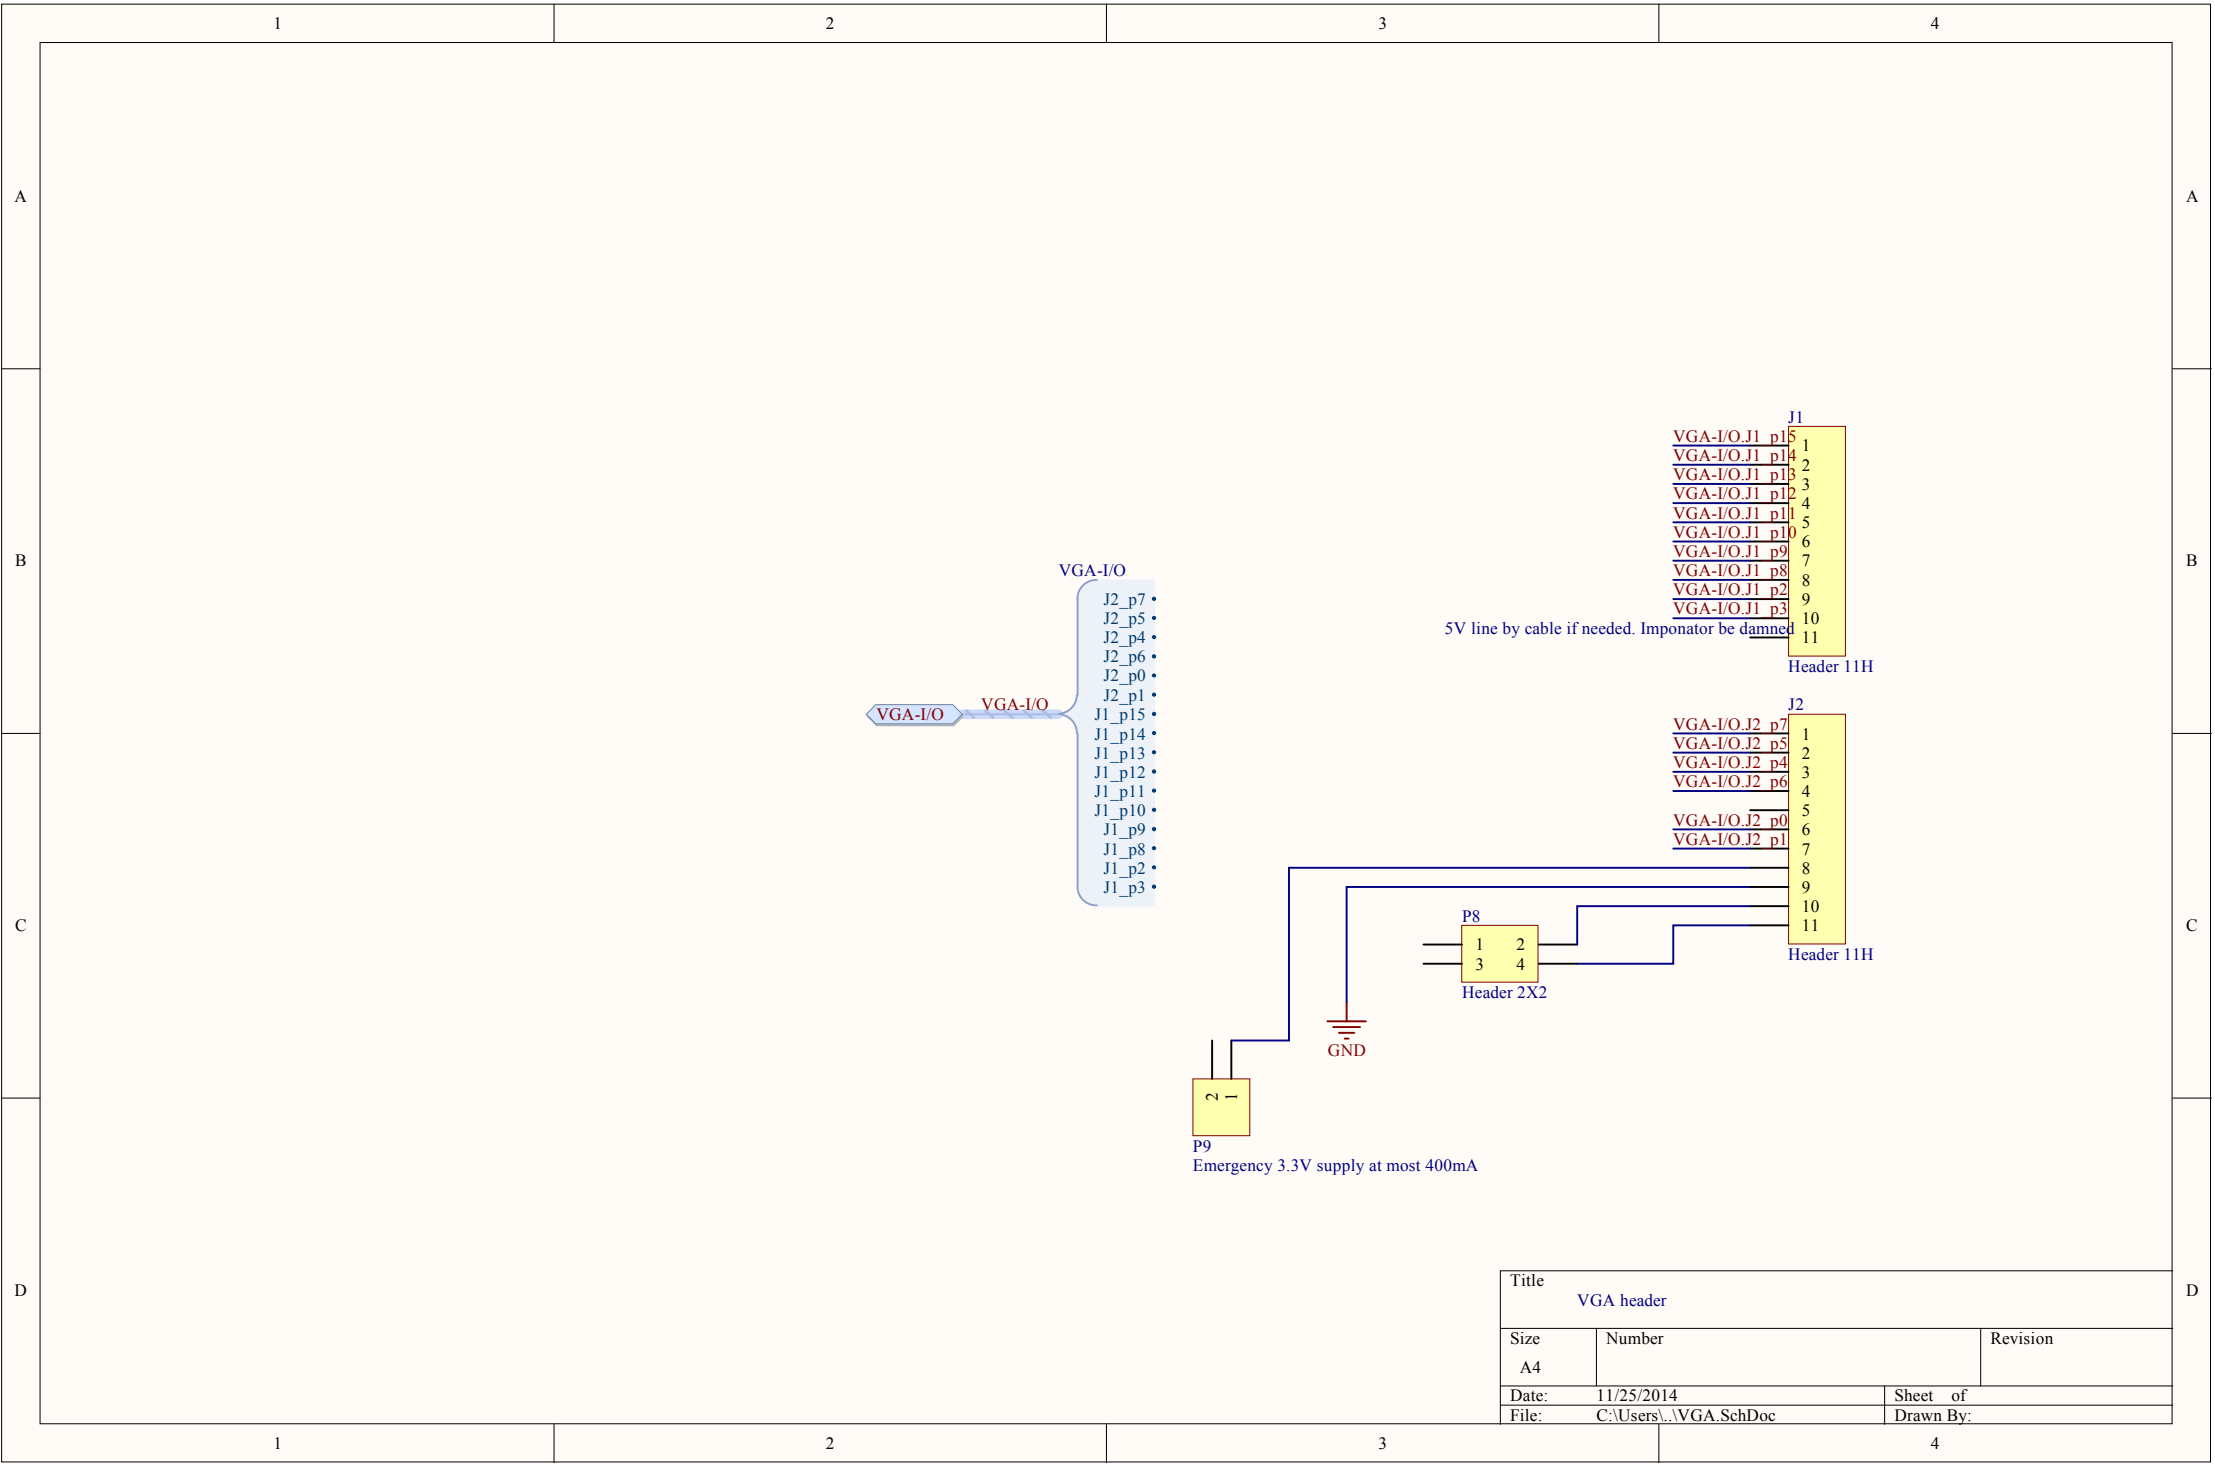 1 2 3 4
A A
B B
C C
D D
J1
VGA-I/O.J1_p15 1
VGA-I/O.J1_p14 2
VGA-I/O.J1_p13 3
VGA-I/O.J1_p12 4
VGA-I/O.J1_p11 5
VGA-I/O.J1_p10 6
VGA-I/O.J1_p9 7
VGA-I/O.J1_p8 8
VGA-I/O.J1_p2 9
VGA-I/O.J1_p3 10
5V line by cable if needed. Imponator be damned 11
Header 11H
VGA-I/O
J2_p7
J2_p5
J2_p4
J2_p6
J2_p0
J2_p1
J1_p15
J1_p14
J1_p13
J1_p12
J1_p11
J1_p10
J1_p9
J1_p8
J1_p2
J1_p3
VGA-I/O VGA-I/O
J2
VGA-I/O.J2_p7 1
VGA-I/O.J2_p5 2
VGA-I/O.J2_p4 3
VGA-I/O.J2_p6 4
5
VGA-I/O.J2_p0 6
VGA-I/O.J2_p1 7
8
9
10
11
Header 11H
P8
1 2
3 4
Header 2X2
GND
2 1
P9
Emergency 3.3V supply at most 400mA
Title
VGA header
Size Number Revision
A4
Date: 11/25/2014 Sheet of
File: C:\Users\..\VGA.SchDoc Drawn By:
1 2 3 4